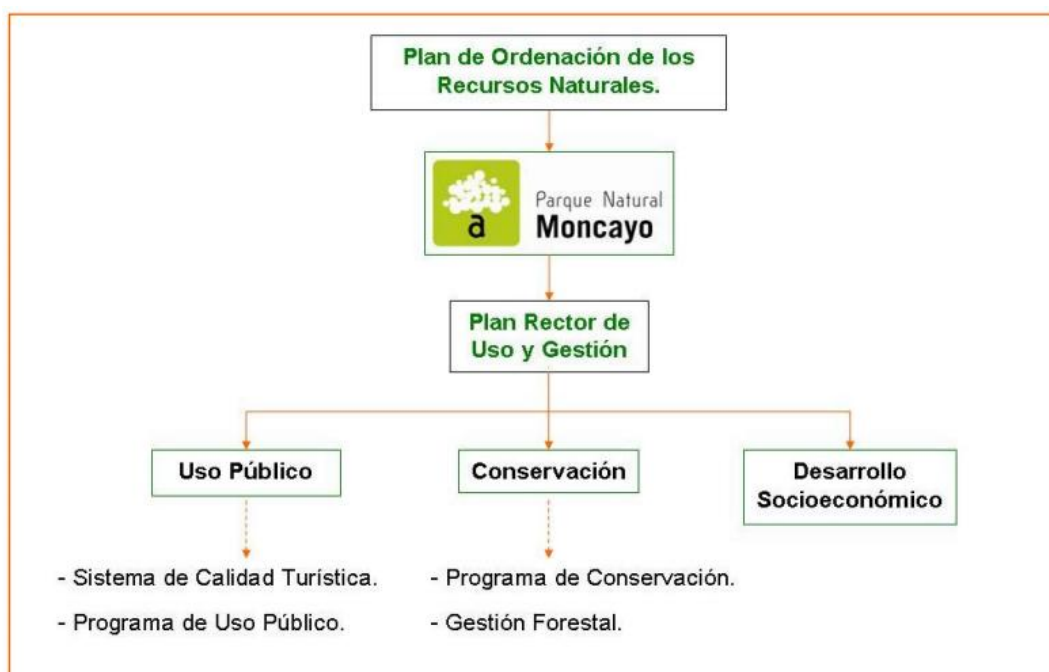 Plan de Ordenación de los
Recursos Naturales.
a
Parque Natural
Moncayo
Plan Rector de
Uso y Gestión
Uso Público
Conservación
Desarrollo
Socioeconómico
- Sistema de Calidad Turística.
- Programa de Uso Público.
- Programa de Conservación.
- Gestión Forestal.